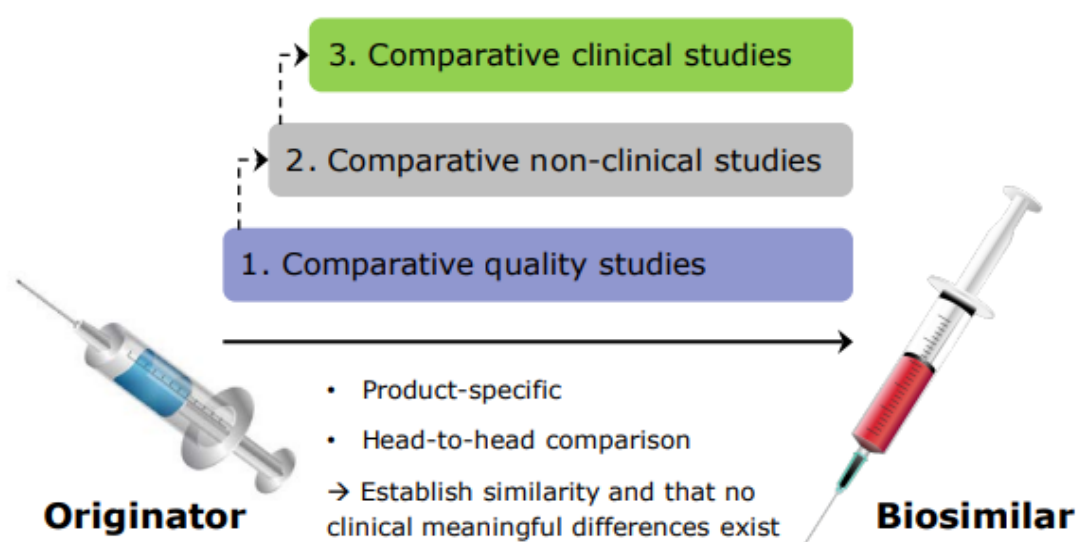 3. Comparative clinical studies
2. Comparative non-clinical studies
1. Comparative quality studies
• Product-specific
• Head-to-head comparison
→ Establish similarity and that no
clinical meaningful differences exist
Originator
Biosimilar